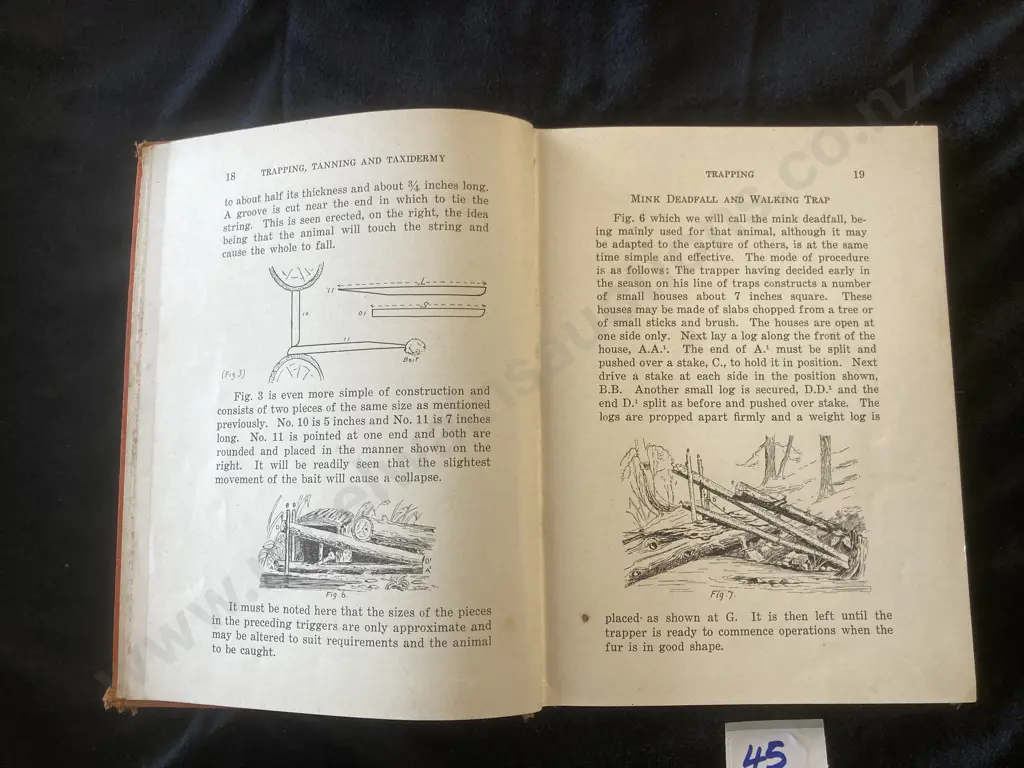 18 TRAPPING, TANNING AND TAXIDERMY
to about half its thickness and about ¾ inches long.
A groove is cut near the end in which to tie the
string. This is seen erected, on the right, the idea
being that the animal will touch the string and
cause the whole to fall.
7
11
5
10
10.
11
Bait
(Fig.3)
Fig. 3 is even more simple of construction and
consists of two pieces of the same size as mentioned
previously. No. 10 is 5 inches and No. 11 is 7 inches
long. No. 11 is pointed at one end and both are
rounded and placed in the manner shown on the
right. It will be readily seen that the slightest
movement of the bait will cause a collapse.
Fig. 6.
It must be noted here that the sizes of the pieces
in the preceding triggers are only approximate and
may be altered to suit requirements and the animal
to be caught.
TRAPPING 19
MINK DEADFALL AND WALKING TRAP
Fig. 6 which we will call the mink deadfall, be-
ing mainly used for that animal, although it may
be adapted to the capture of others, is at the same
time simple and effective. The mode of procedure
is as follows: The trapper having decided early in
the season on his line of traps constructs a number
of small houses about 7 inches square. These
houses may be made of slabs chopped from a tree or
of small sticks and brush. The houses are open at
one side only. Next lay a log along the front of the
house, A.A.¹. The end of A.¹ must be split and
pushed over a stake, C., to hold it in position. Next
drive a stake at each side in the position shown,
B.B. Another small log is secured, D.D.¹ and the
end D.¹ split as before and pushed over stake. The
logs are propped apart firmly and a weight log is
Fig. 7.
placed as shown at G. It is then left until the
trapper is ready to commence operations when the
fur is in good shape.
45